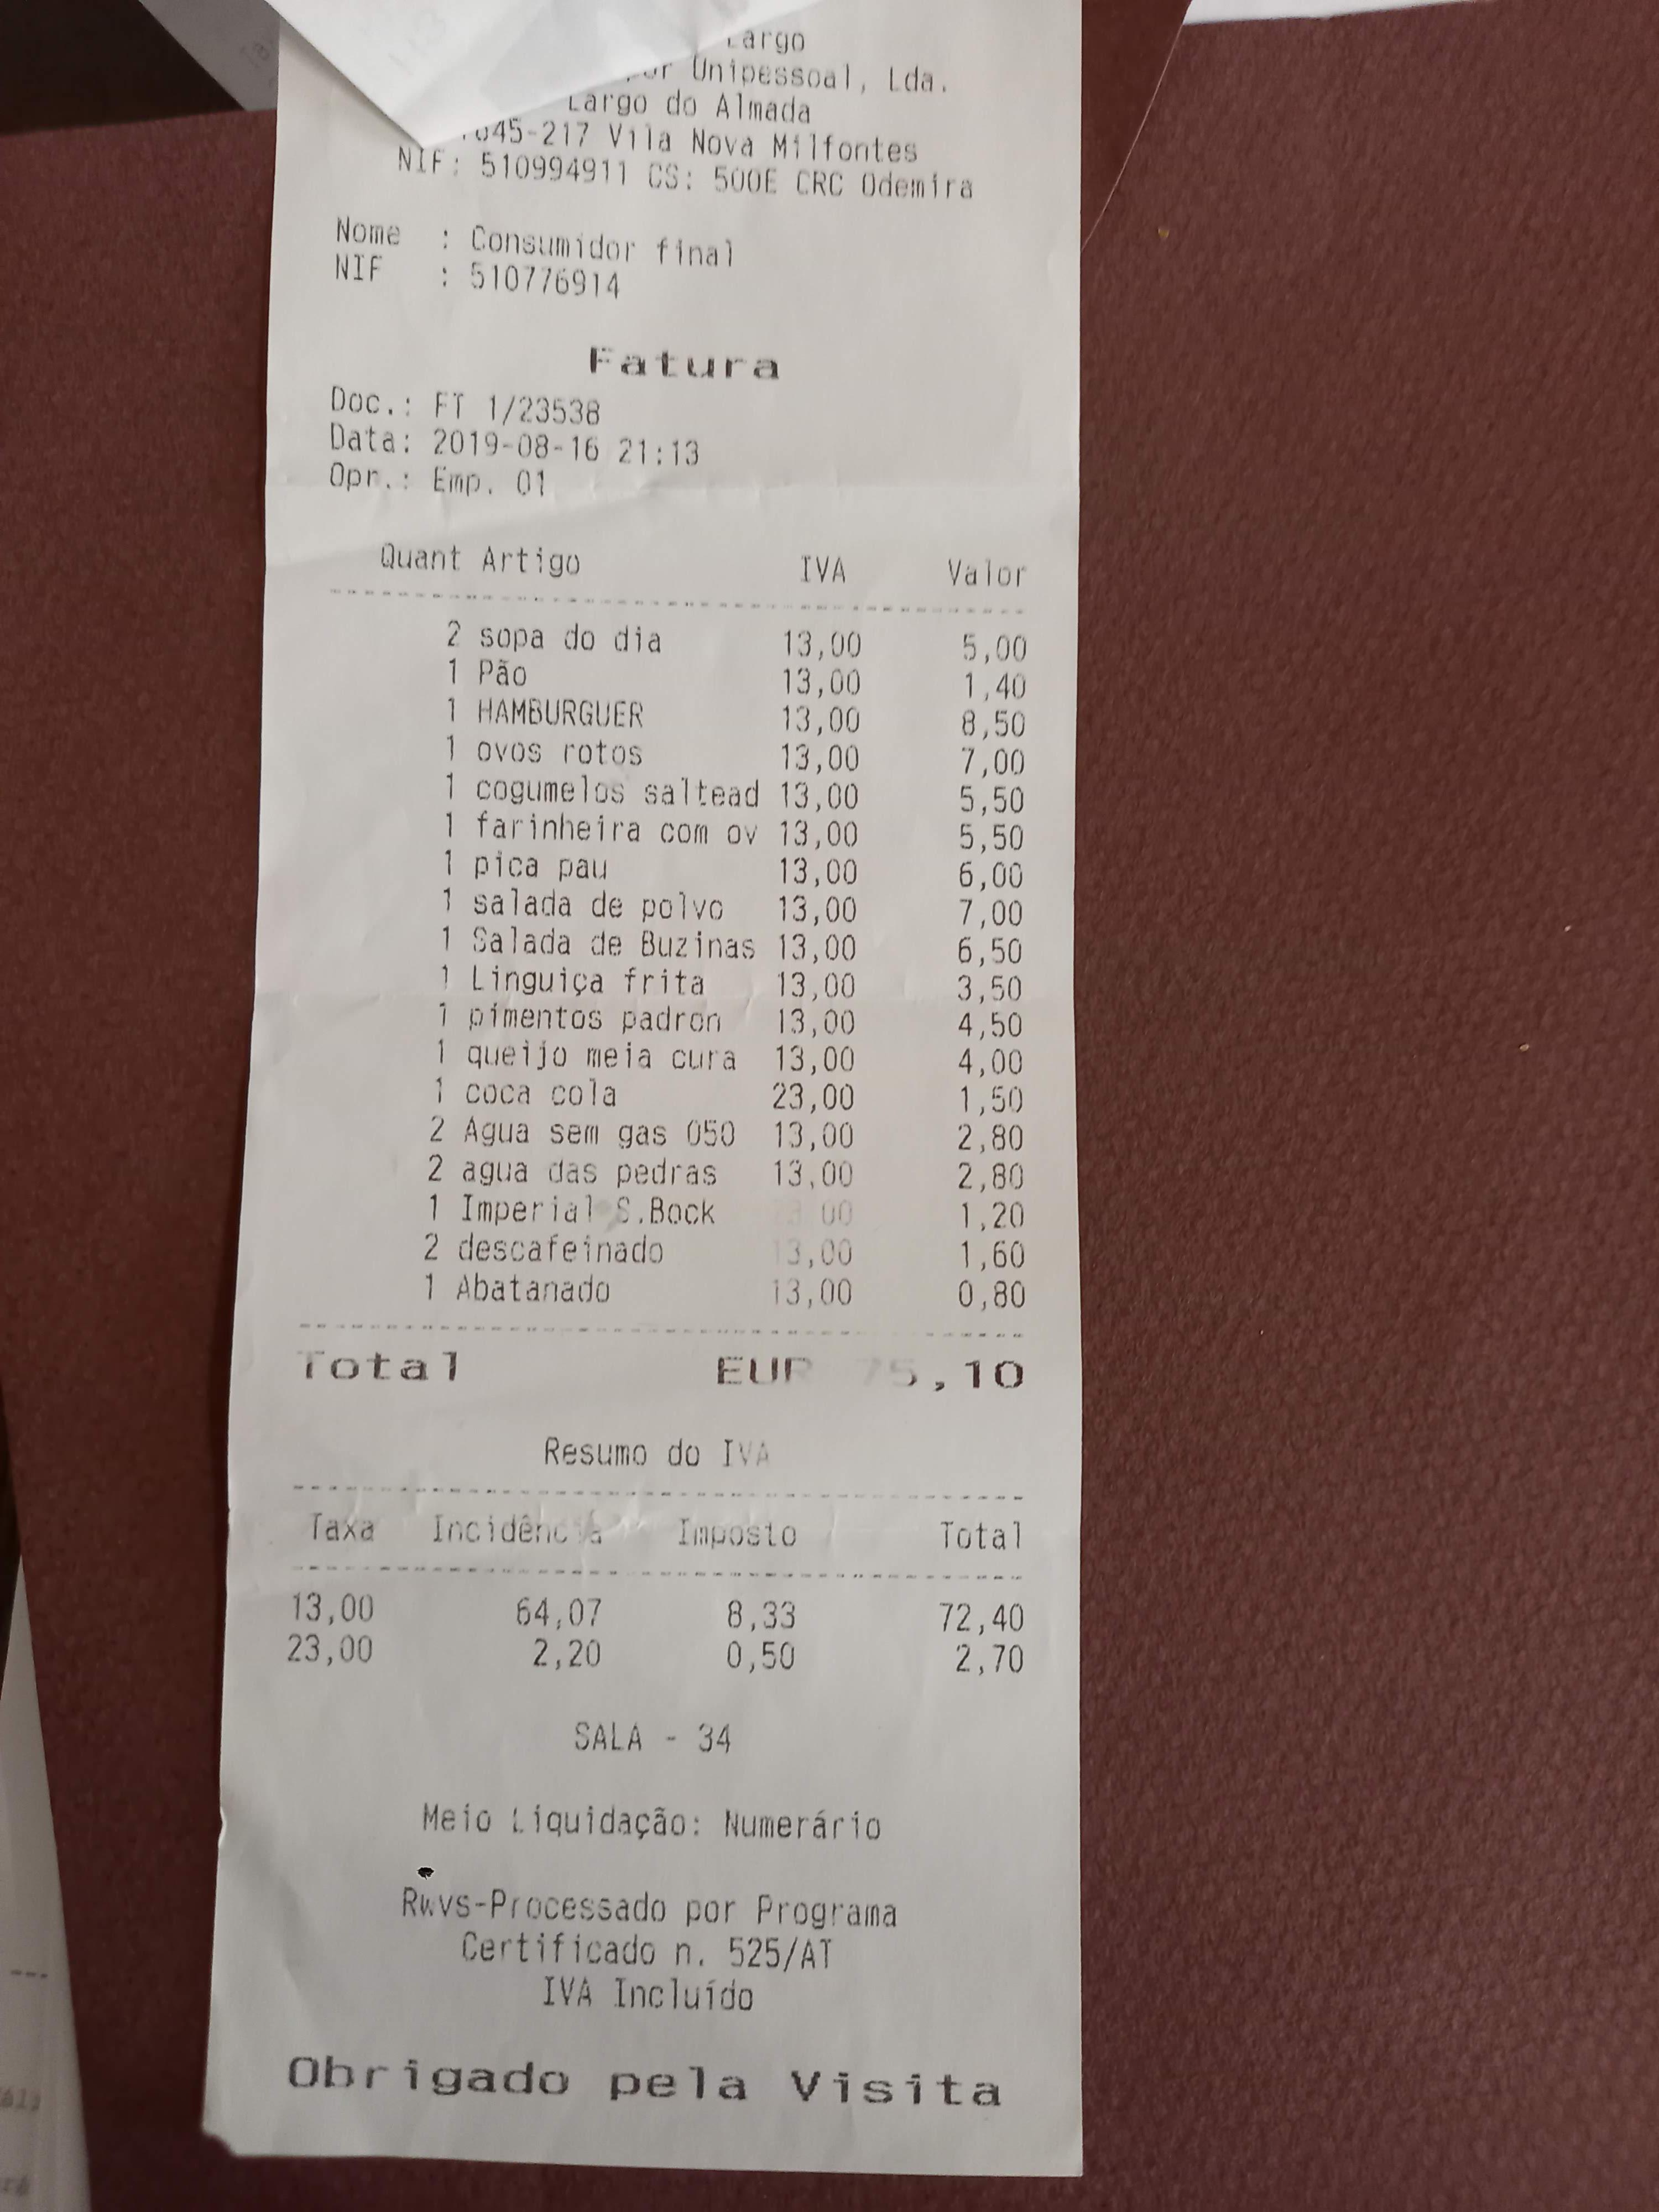 Largo
Unipessoal, Lda.
Largo do Almada
645-217 Vila Nova Milfontes
NIF: 510994911 CS: 500E CRC Odemira
Nome : Consumidor final
NIF : 510776914
Fatura
Doc.: FT 1/23538
Data: 2019-08-16 21:13
Opr.: Emp. 01
Quant Artigo IVA Valor
2 sopa do dia 13,00 5,00
1 Pão 13,00 1,40
1 HAMBURGUER 13,00 8,50
1 ovos rotos 13,00 7,00
1 cogumelos saltead 13,00 5,50
1 farinheira com ov 13,00 5,50
1 pica pau 13,00 6,00
1 salada de polvo 13,00 7,00
1 Salada de Buzinas 13,00 6,50
1 Linguiça frita 13,00 3,50
1 pimentos padron 13,00 4,50
1 queijo meia cura 13,00 4,00
1 coca cola 23,00 1,50
2 Agua sem gas 050 13,00 2,80
2 agua das pedras 13,00 2,80
1 Imperial S.Bock 23,00 1,20
2 descafeinado 13,00 1,60
1 Abatanado 13,00 0,80
Total EUR 75,10
Resumo do IVA
Taxa Incidência Imposto Total
13,00 64,07 8,33 72,40
23,00 2,20 0,50 2,70
SALA - 34
Meio Liquidação: Numerário
Rwvs-Processado por Programa
Certificado n. 525/AT
IVA Incluído
Obrigado pela Visita